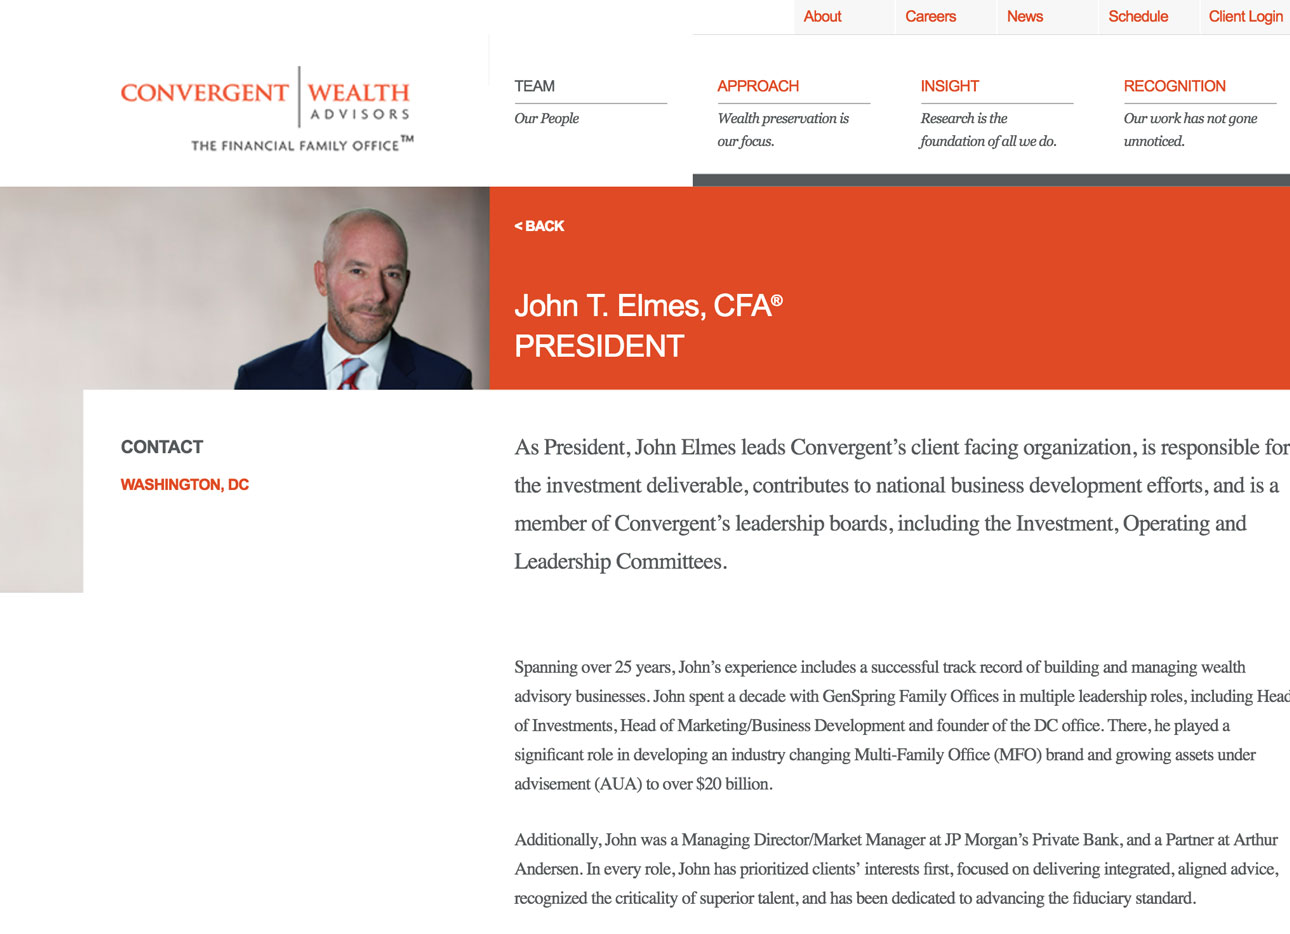 About Careers News Schedule Client Login
CONVERGENT WEALTH
ADVISORS
THE FINANCIAL FAMILY OFFICE™
TEAM
Our People
APPROACH
Wealth preservation is
our focus.
INSIGHT
Research is the
foundation of all we do.
RECOGNITION
Our work has not gone
unnoticed.
< BACK
John T. Elmes, CFA®
PRESIDENT
CONTACT
WASHINGTON, DC
As President, John Elmes leads Convergent’s client facing organization, is responsible for
the investment deliverable, contributes to national business development efforts, and is a
member of Convergent’s leadership boards, including the Investment, Operating and
Leadership Committees.
Spanning over 25 years, John’s experience includes a successful track record of building and managing wealth
advisory businesses. John spent a decade with GenSpring Family Offices in multiple leadership roles, including Head
of Investments, Head of Marketing/Business Development and founder of the DC office. There, he played a
significant role in developing an industry changing Multi-Family Office (MFO) brand and growing assets under
advisement (AUA) to over $20 billion.
Additionally, John was a Managing Director/Market Manager at JP Morgan’s Private Bank, and a Partner at Arthur
Andersen. In every role, John has prioritized clients’ interests first, focused on delivering integrated, aligned advice,
recognized the criticality of superior talent, and has been dedicated to advancing the fiduciary standard.